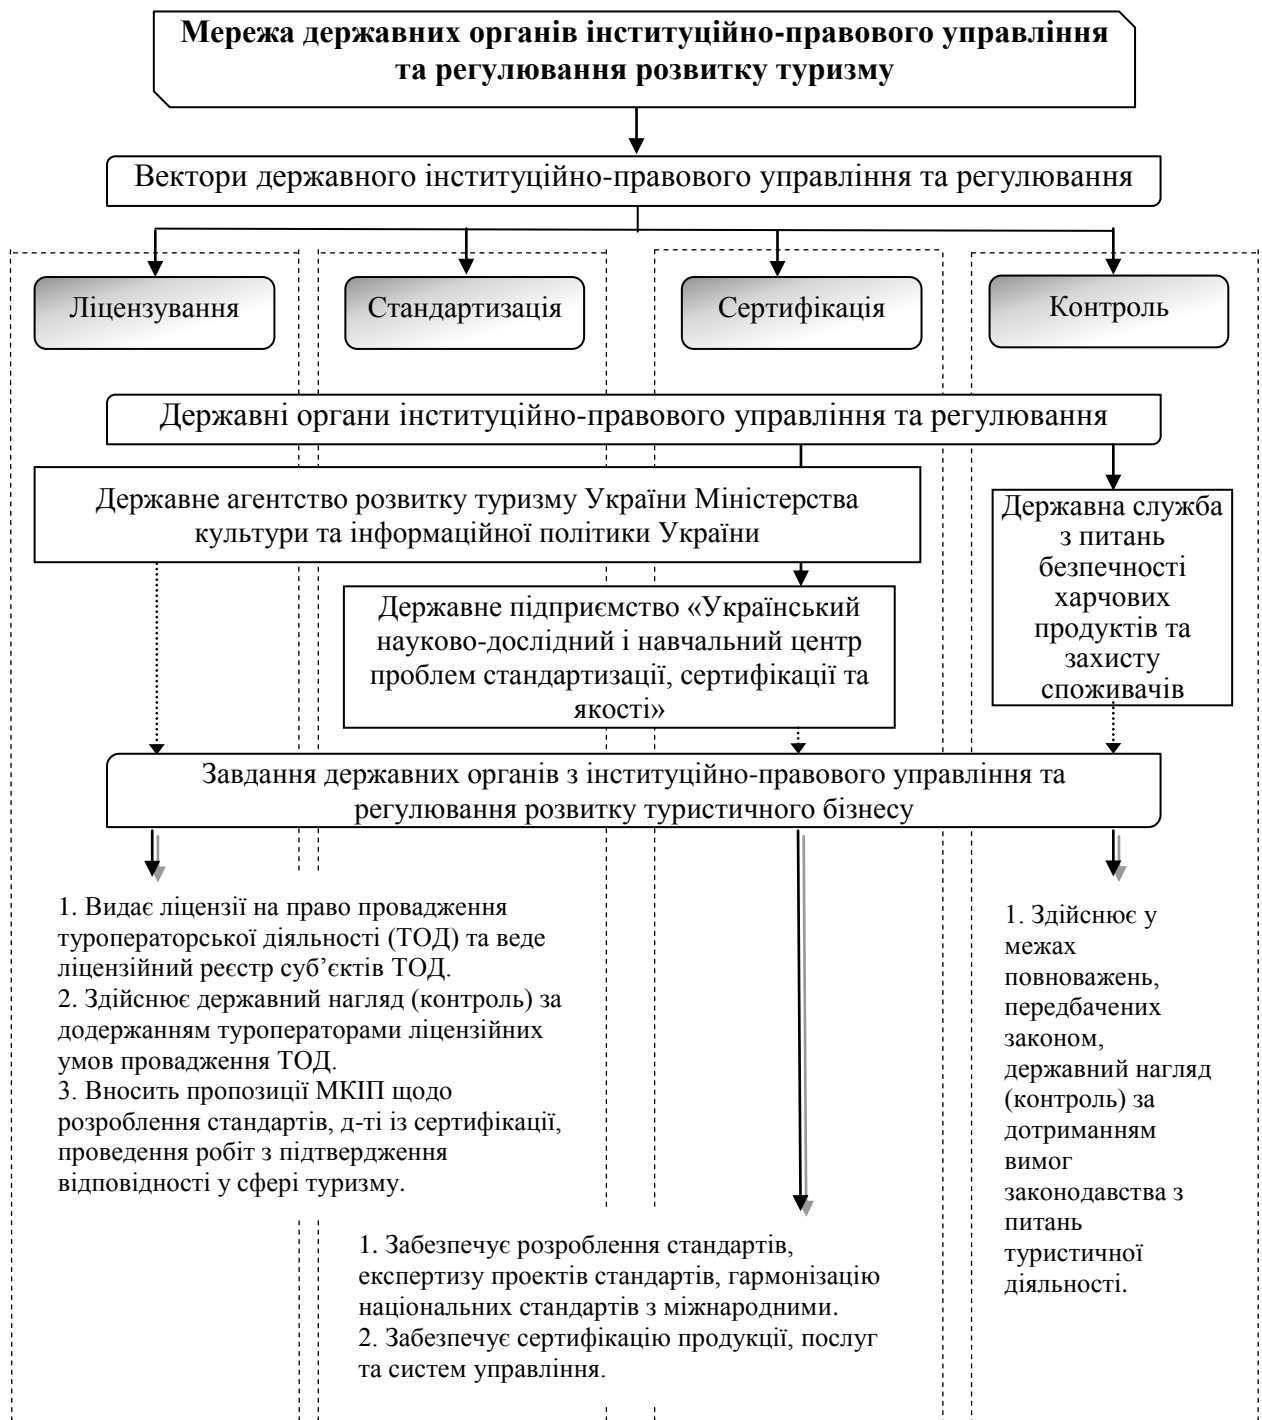 Мережа державних органів інституційно-правового управління
та регулювання розвитку туризму
Вектори державного інституційно-правового управління та регулювання
Ліцензування
Стандартизація
Сертифікація
Контроль
Державні органи інституційно-правового управління та регулювання
Державне агентство розвитку туризму України Міністерства
культури та інформаційної політики України
Державна служба
з питань
безпечності
харчових
продуктів та
захисту
споживачів
Державне підприємство «Український
науково-дослідний і навчальний центр
проблем стандартизації, сертифікації та
якості»
Завдання державних органів з інституційно-правового управління та
регулювання розвитку туристичного бізнесу
1. Видає ліцензії на право провадження
туроператорської діяльності (ТОД) та веде
ліцензійний реєстр суб’єктів ТОД.
2. Здійснює державний нагляд (контроль) за
додержанням туроператорами ліцензійних
умов провадження ТОД.
3. Вносить пропозиції МКІП щодо
розроблення стандартів, д-ті із сертифікації,
проведення робіт з підтвердження
відповідності у сфері туризму.
1. Забезпечує розроблення стандартів,
експертизу проектів стандартів, гармонізацію
національних стандартів з міжнародними.
2. Забезпечує сертифікацію продукції, послуг
та систем управління.
1. Здійснює у
межах
повноважень,
передбачених
законом,
державний нагляд
(контроль) за
дотриманням
вимог
законодавства з
питань
туристичної
діяльності.